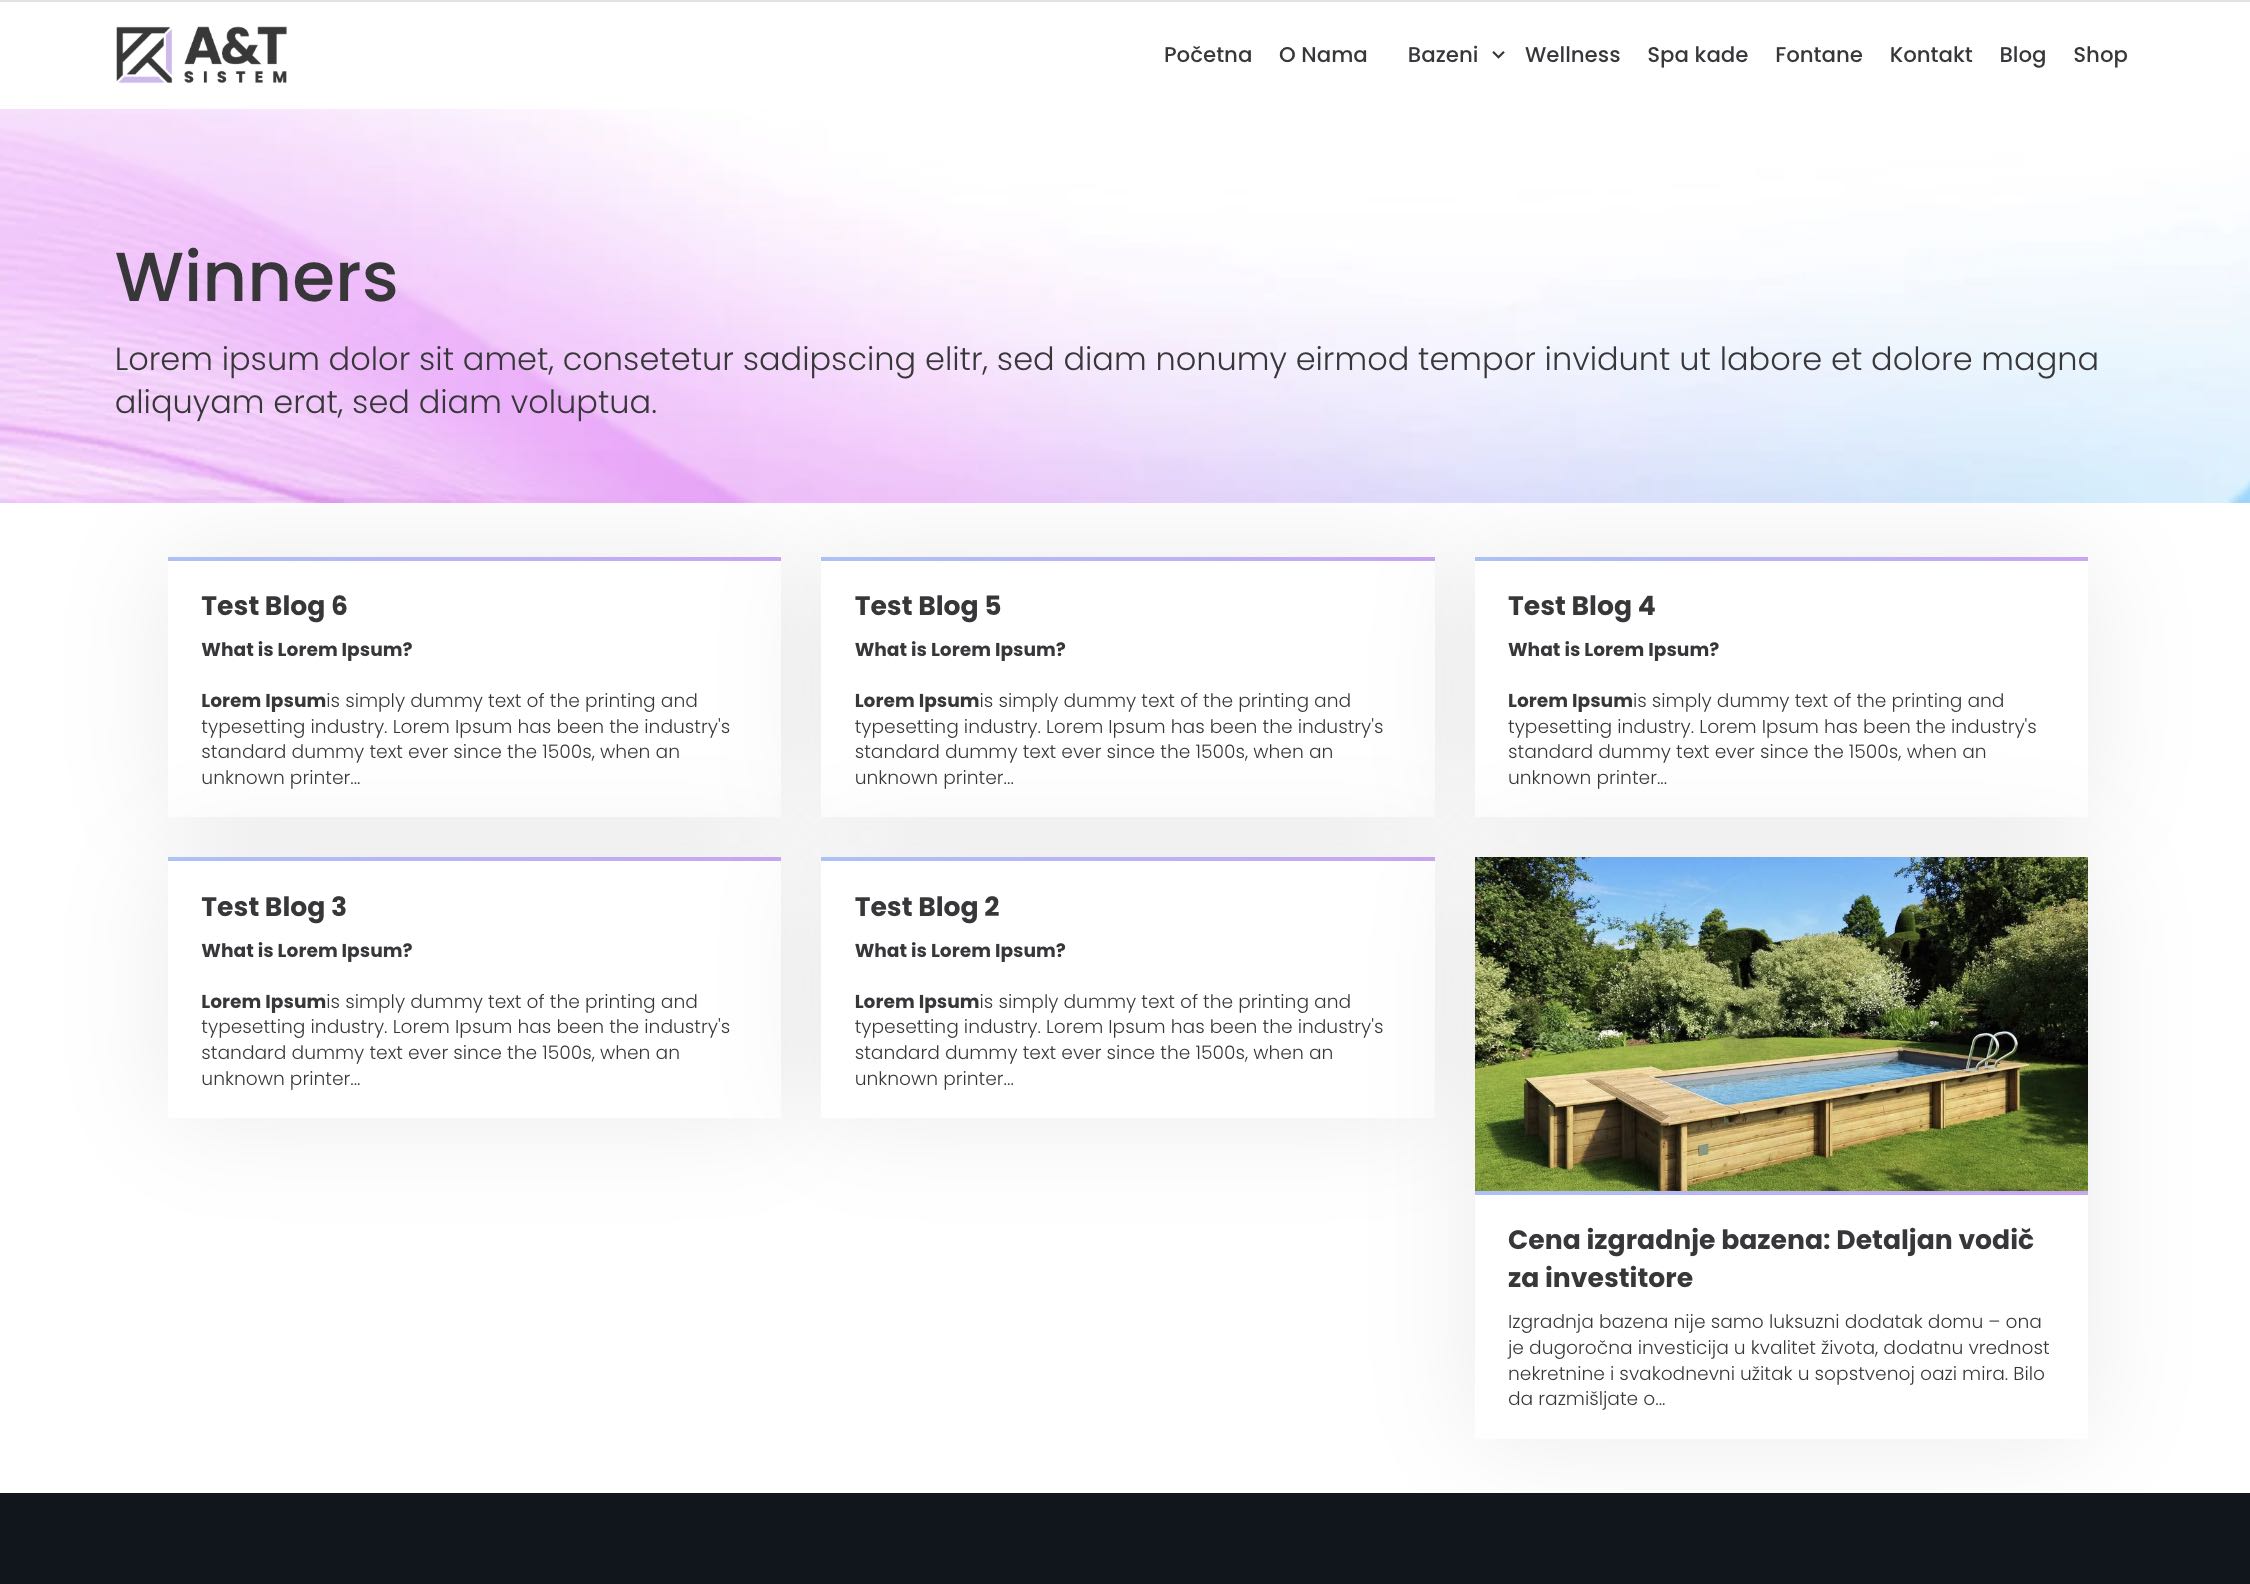 A&T
SISTEM
Početna O Nama Bazeni Wellness Spa kade Fontane Kontakt Blog Shop
Winners
Lorem ipsum dolor sit amet, consetetur sadipscing elitr, sed diam nonumy eirmod tempor invidunt ut labore et dolore magna
aliquyam erat, sed diam voluptua.
Test Blog 6
What is Lorem Ipsum?
Lorem Ipsumis simply dummy text of the printing and
typesetting industry. Lorem Ipsum has been the industry's
standard dummy text ever since the 1500s, when an
unknown printer...
Test Blog 5
What is Lorem Ipsum?
Lorem Ipsumis simply dummy text of the printing and
typesetting industry. Lorem Ipsum has been the industry's
standard dummy text ever since the 1500s, when an
unknown printer...
Test Blog 4
What is Lorem Ipsum?
Lorem Ipsumis simply dummy text of the printing and
typesetting industry. Lorem Ipsum has been the industry's
standard dummy text ever since the 1500s, when an
unknown printer...
Test Blog 3
What is Lorem Ipsum?
Lorem Ipsumis simply dummy text of the printing and
typesetting industry. Lorem Ipsum has been the industry's
standard dummy text ever since the 1500s, when an
unknown printer...
Test Blog 2
What is Lorem Ipsum?
Lorem Ipsumis simply dummy text of the printing and
typesetting industry. Lorem Ipsum has been the industry's
standard dummy text ever since the 1500s, when an
unknown printer...
Cena izgradnje bazena: Detaljan vodič
za investitore
Izgradnja bazena nije samo luksuzni dodatak domu – ona
je dugoročna investicija u kvalitet života, dodatnu vrednost
nekretnine i svakodnevni užitak u sopstvenoj oazi mira. Bilo
da razmišljate o...